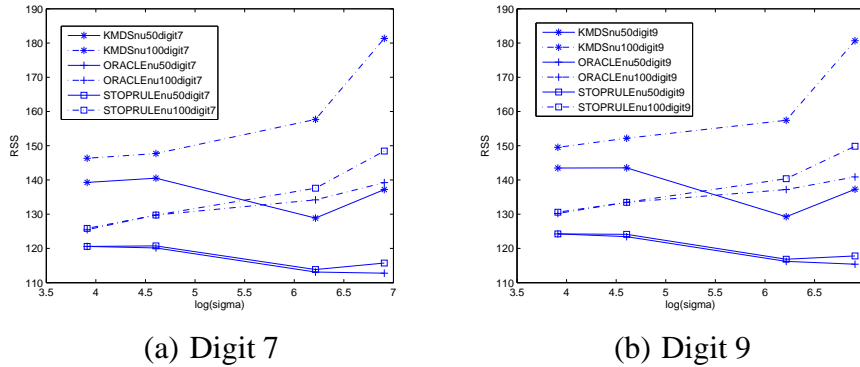 190
180
170
160
150
140
130
120
110
RSS
KMDSnu50digit7
KMDSnu100digit7
ORACLEnu50digit7
ORACLEnu100digit7
STOPRULEnu50digit7
STOPRULEnu100digit7
3.5 4 4.5 5 5.5 6 6.5 7
log(sigma)
(a) Digit 7
190
180
170
160
150
140
130
120
110
RSS
KMDSnu50digit9
KMDSnu100digit9
ORACLEnu50digit9
ORACLEnu100digit9
STOPRULEnu50digit9
STOPRULEnu100digit9
3.5 4 4.5 5 5.5 6 6.5
log(sigma)
(b) Digit 9